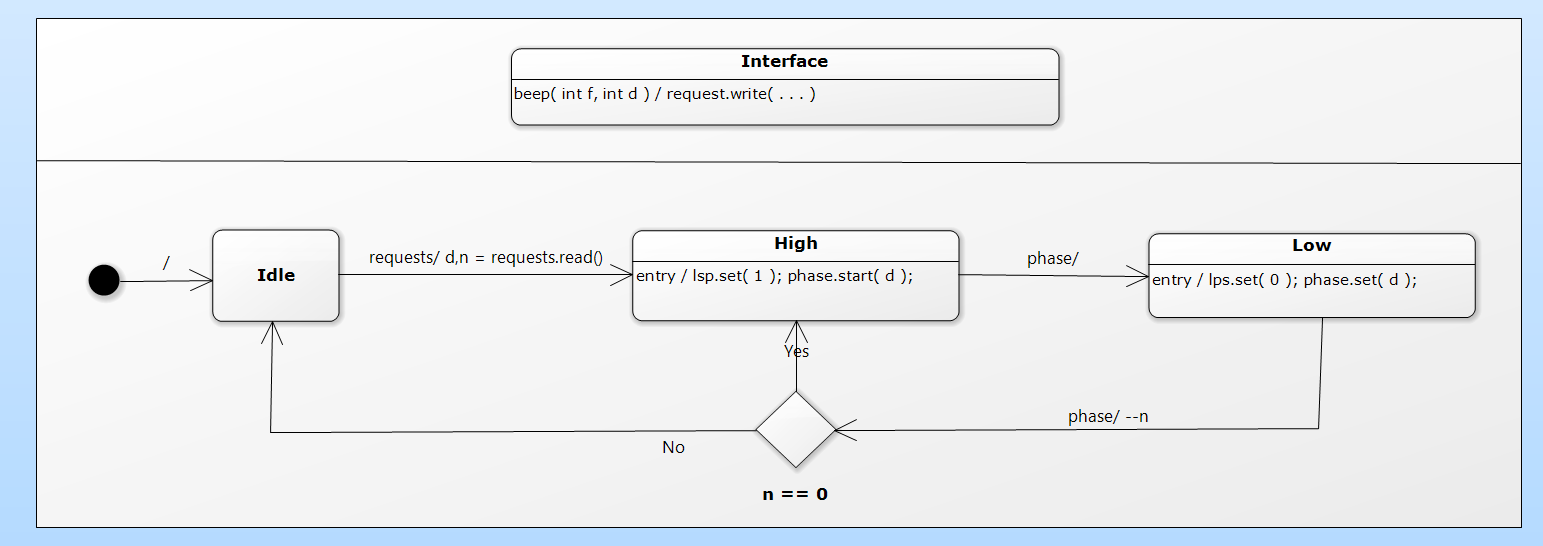 Interface
beep( int f, int d ) / request.write( . . . )
/
Idle
requests/ d,n = requests.read()
High
entry / lsp.set( 1 ); phase.start( d );
phase/
Low
entry / lps.set( 0 ); phase.set( d );
Yes
phase/ --n
No
n == 0